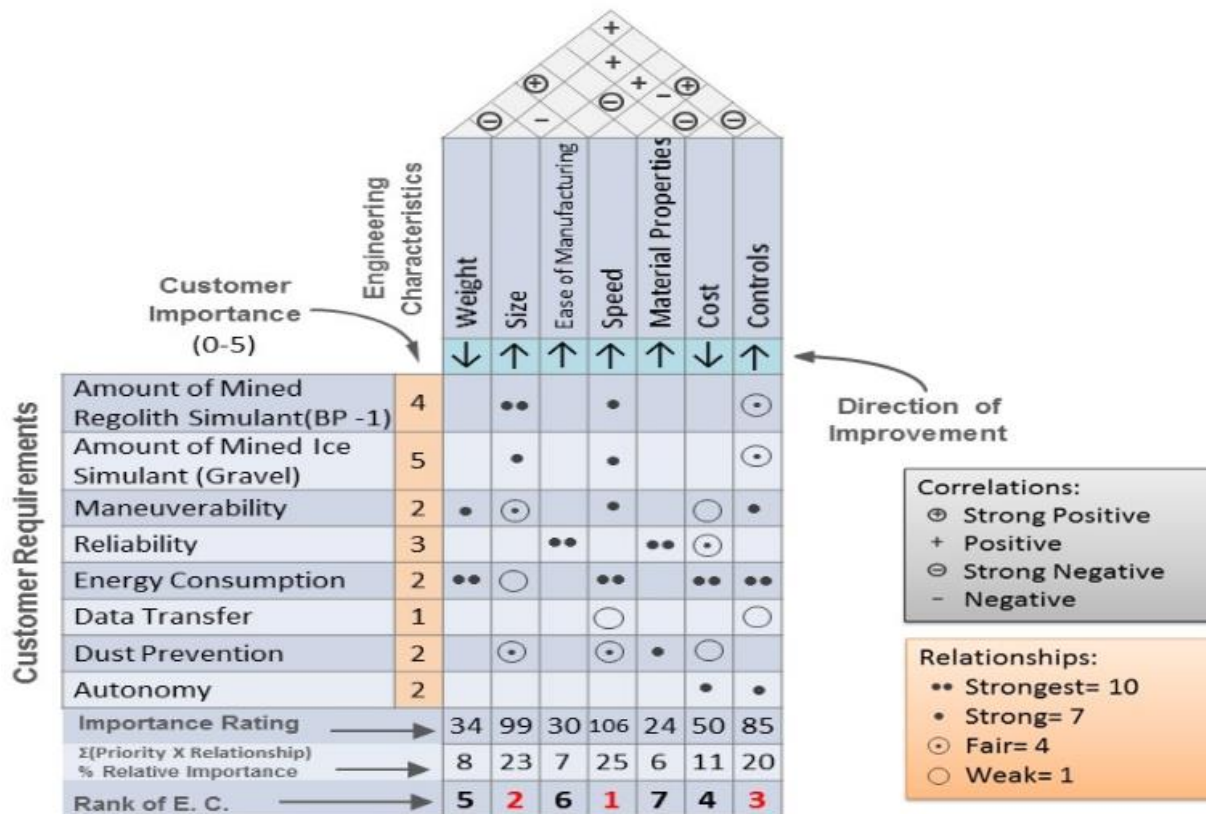 Engineering
Characteristics
Customer
Importance
(0-5)
Weight
Size
Ease of Manufacturing
Speed
Material Properties
Cost
Controls
↓ ↑ ↑ ↑ ↑ ↓ ↑
Direction of
Improvement
Customer Requirements
Amount of Mined
Regolith Simulant(BP -1) 4 •• • ☉
Amount of Mined Ice
Simulant (Gravel) 5 • • ☉
Maneuverability 2 • ☉ • ○ •
Reliability 3 •• •• ☉
Energy Consumption 2 •• ○ •• •• ••
Data Transfer 1 ○ ○
Dust Prevention 2 ☉ ☉ • ○
Autonomy 2 • •
Importance Rating 34 99 30 106 24 50 85
Σ(Priority X Relationship)
% Relative Importance 8 23 7 25 6 11 20
Rank of E. C. 5 2 6 1 7 4 3
Correlations:
⊕ Strong Positive
+ Positive
⊖ Strong Negative
− Negative
Relationships:
•• Strongest= 10
• Strong= 7
☉ Fair= 4
○ Weak= 1